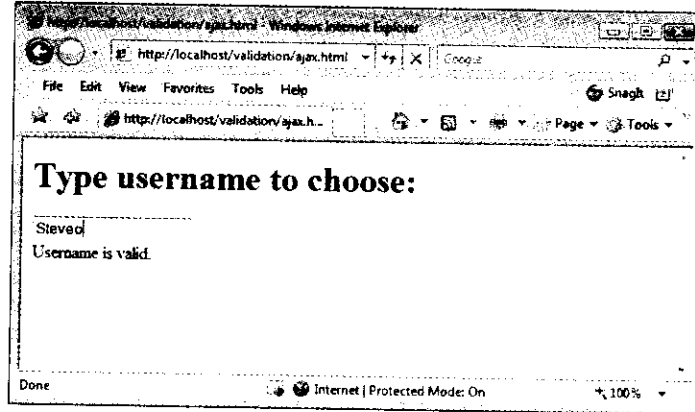 http://localhost/validation/ajax.html - Windows Internet Explorer
http://localhost/validation/ajax.html
Google
File Edit View Favorites Tools Help
SnagIt
http://localhost/validation/ajax.h...
Page Tools
Type username to choose:
Steveo
Username is valid.
Done
Internet | Protected Mode: On
100%